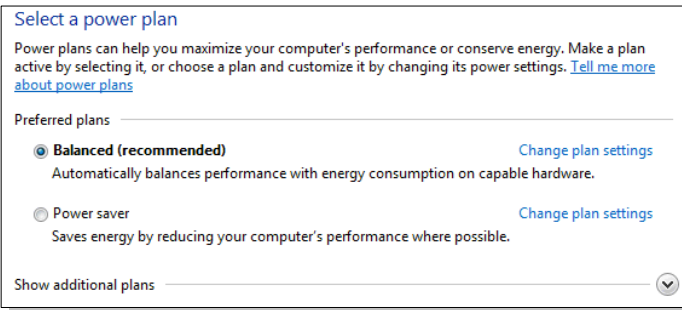 Select a power plan
Power plans can help you maximize your computer's performance or conserve energy. Make a plan
active by selecting it, or choose a plan and customize it by changing its power settings. Tell me more
about power plans
Preferred plans
Balanced (recommended) Change plan settings
Automatically balances performance with energy consumption on capable hardware.
Power saver Change plan settings
Saves energy by reducing your computer's performance where possible.
Show additional plans